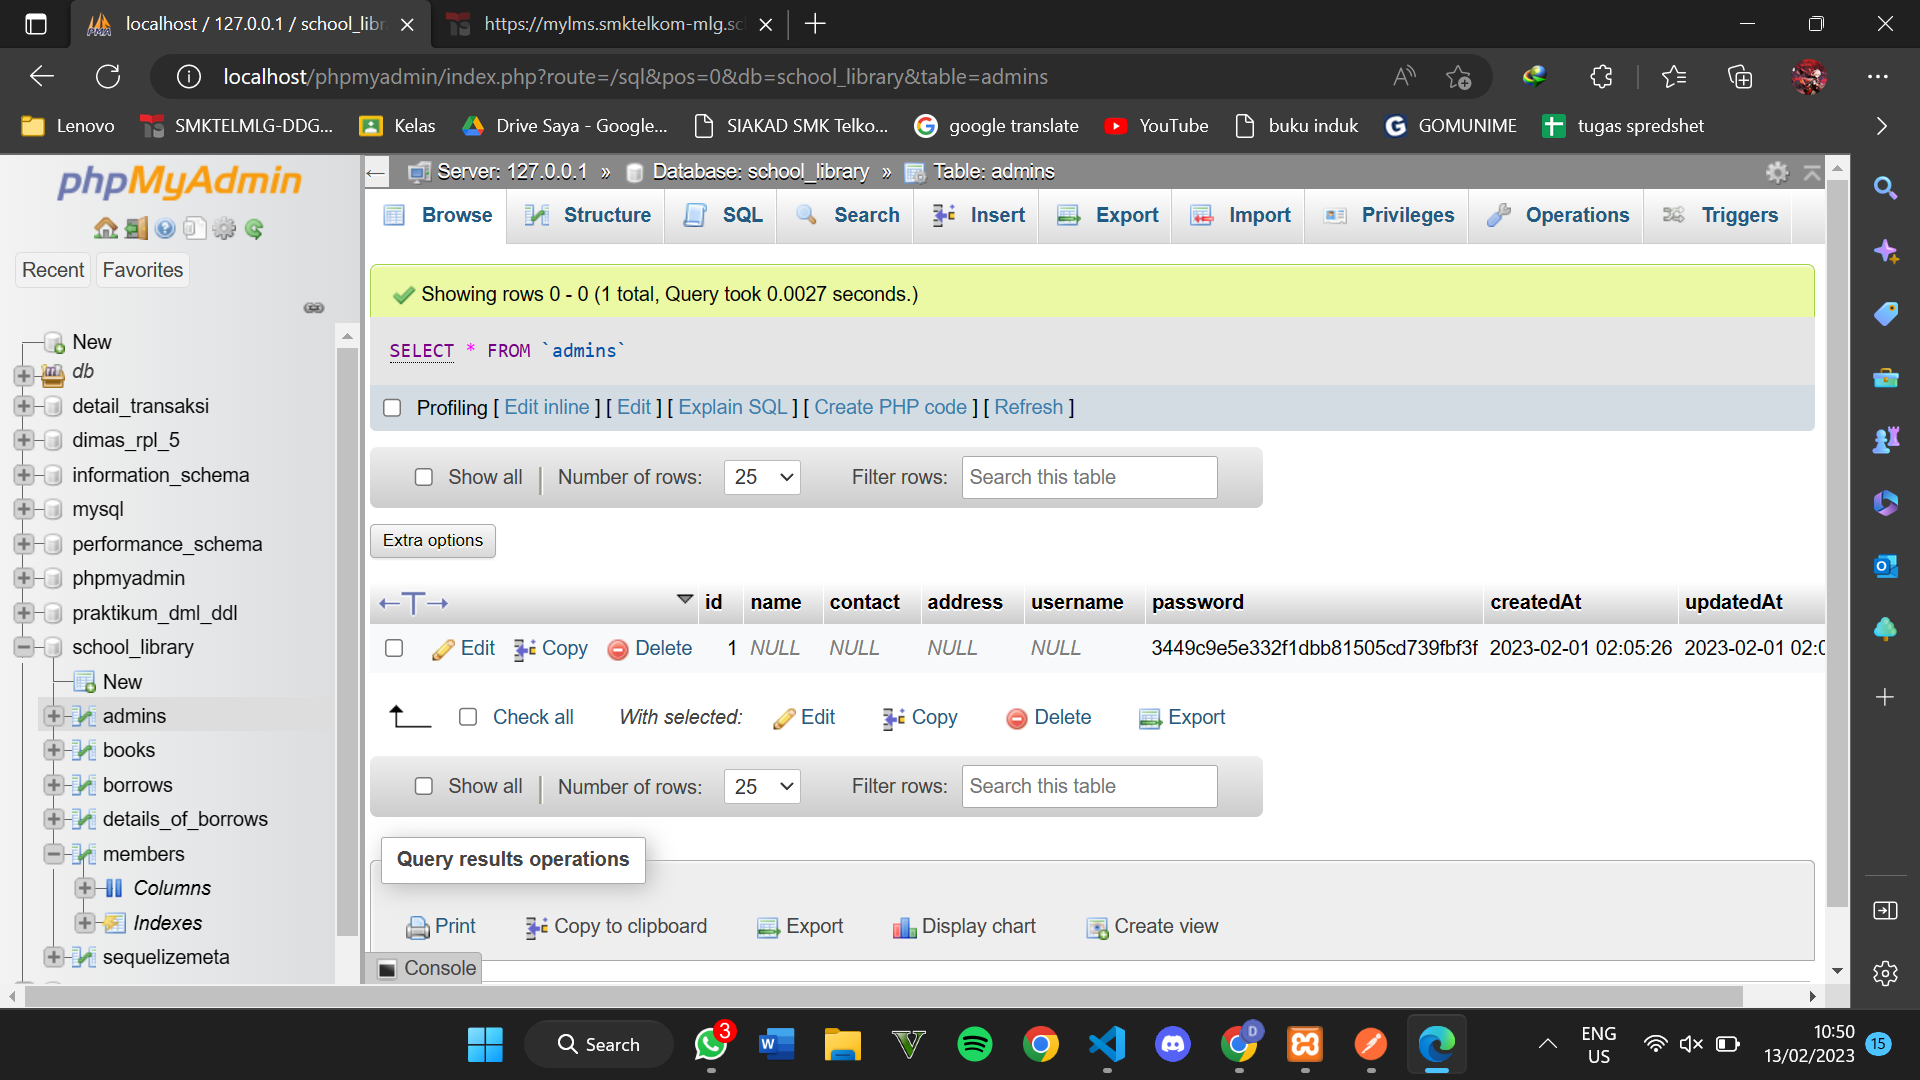 localhost / 127.0.0.1 / school_lib
https://mylms.smktelkom-mlg.sc
localhost/phpmyadmin/index.php?route=/sql&pos=0&db=school_library&table=admins
Lenovo SMKTELMLG-DDG... Kelas Drive Saya - Google... SIAKAD SMK Telko... google translate YouTube buku induk GOMUNIME tugas spredshet
phpMyAdmin
Recent Favorites
New
db
detail_transaksi
dimas_rpl_5
information_schema
mysql
performance_schema
phpmyadmin
praktikum_dml_ddl
school_library
New
admins
books
borrows
details_of_borrows
members
Columns
Indexes
sequelizemeta
Server: 127.0.0.1 » Database: school_library » Table: admins
Browse Structure SQL Search Insert Export Import Privileges Operations Triggers
Showing rows 0 - 0 (1 total, Query took 0.0027 seconds.)
SELECT * FROM `admins`
Profiling [ Edit inline ] [ Edit ] [ Explain SQL ] [ Create PHP code ] [ Refresh ]
Show all | Number of rows: 25 Filter rows: Search this table
Extra options
←T→ id name contact address username password createdAt updatedAt
Edit Copy Delete 1 NULL NULL NULL NULL 3449c9e5e332f1dbb81505cd739fbf3f 2023-02-01 02:05:26 2023-02-01 02:0
Check all With selected: Edit Copy Delete Export
Show all | Number of rows: 25 Filter rows: Search this table
Query results operations
Print Copy to clipboard Export Display chart Create view
Console
Search
3
D
ENG
US
10:50
13/02/2023
15